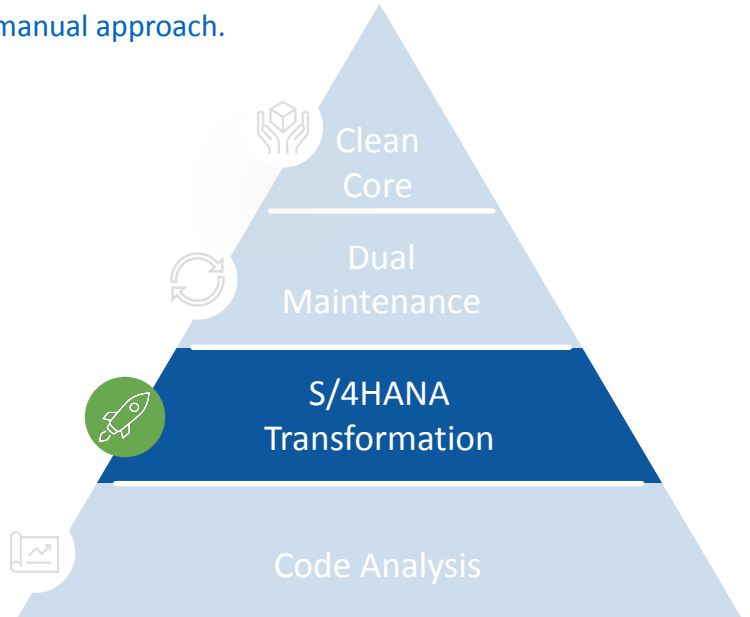 manual approach.
Clean
Core
Dual
Maintenance
S/4HANA
Transformation
Code Analysis